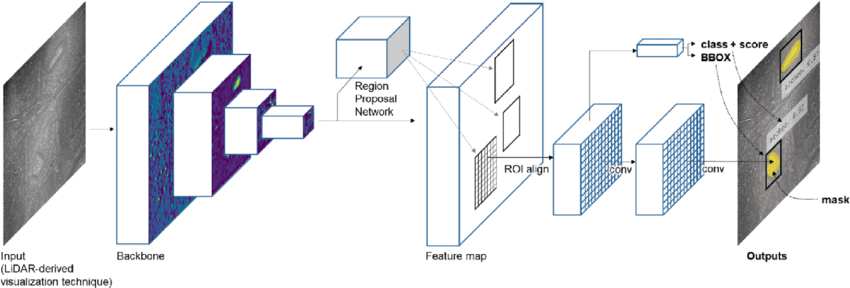 Input
(LiDAR-derived
visualization technique)
Backbone
Region
Proposal
Network
Feature map
ROI align
conv
conv
class + score
BBOX
mask
Outputs